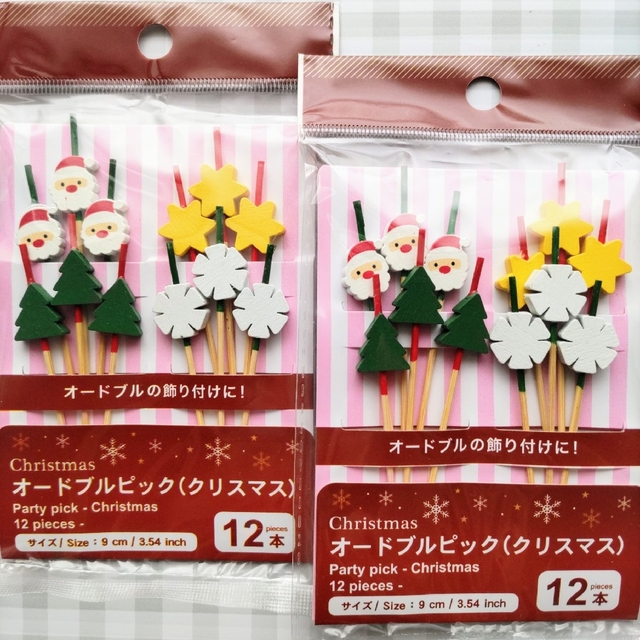 オードブルの飾り付けに!
Christmas
オードブルピック(クリスマス)
Party pick - Christmas
12 pieces -
サイズ/ Size : 9 cm / 3.54 inch
12 pieces 本
オードブルの飾り付けに!
Christmas
オードブルピック(クリスマス)
Party pick - Christmas
12 pieces -
サイズ/ Size : 9 cm / 3.54 inch
12 pieces 本